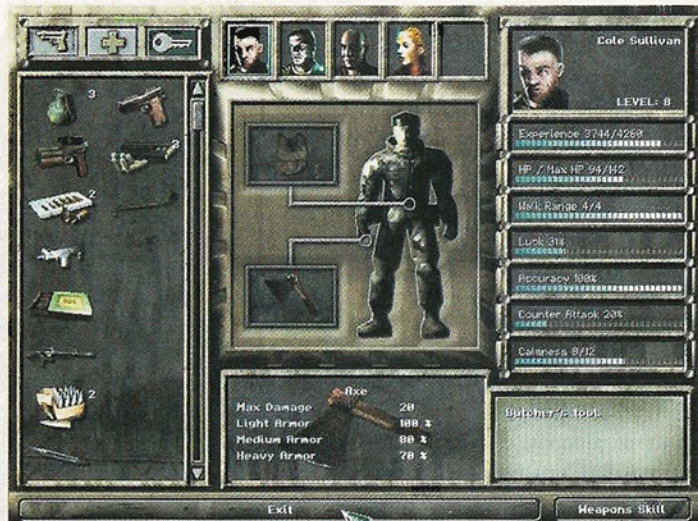 3
2
2
2
Cole Sullivan
LEVEL: 8
Experience 3744/4260
HP / Max HP 94/142
Walk Range 4/4
Luck 31%
Accuracy 100%
Counter Attack 20%
Calmness 8/12
Axe
Max Damage 20
Light Armor 100 %
Medium Armor 80 %
Heavy Armor 70 %
Butcher's tool.
Exit
Weapons Skill